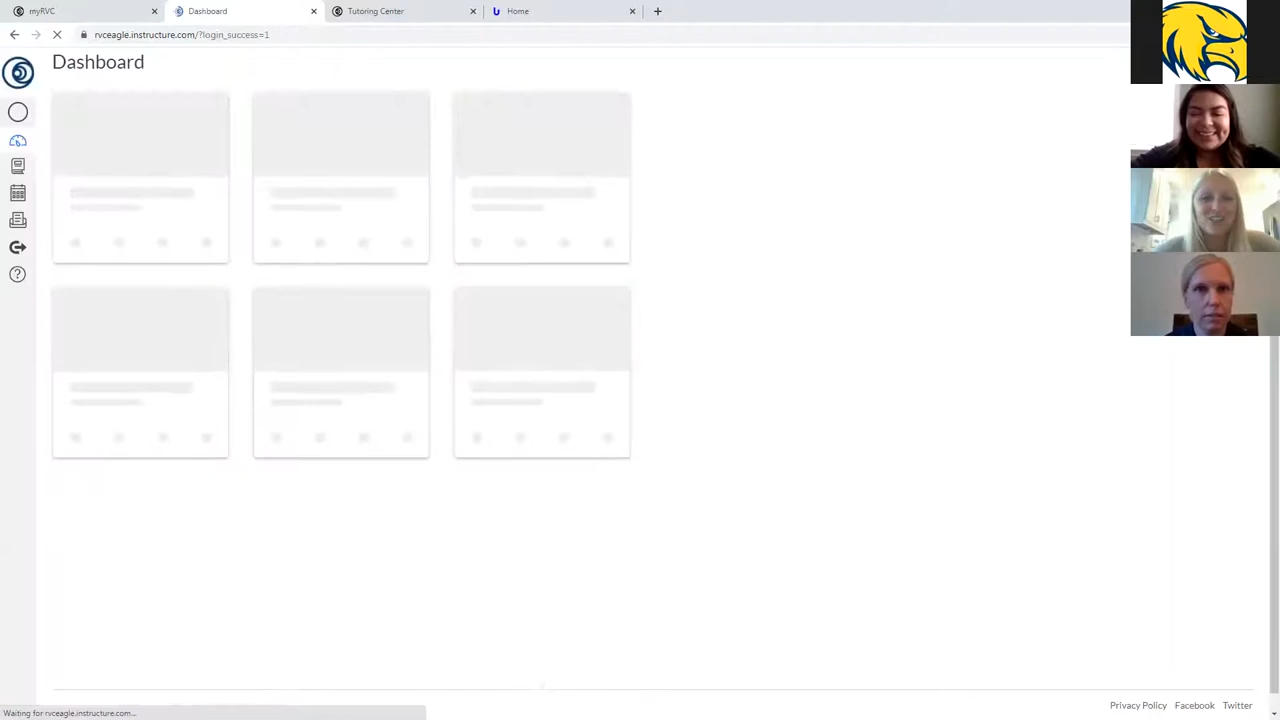 myRVC
Dashboard
Tutoring Center
Home
rvceagle.instructure.com/?login_success=1
Dashboard
Waiting for rvceagle.instructure.com...
Privacy Policy Facebook Twitter